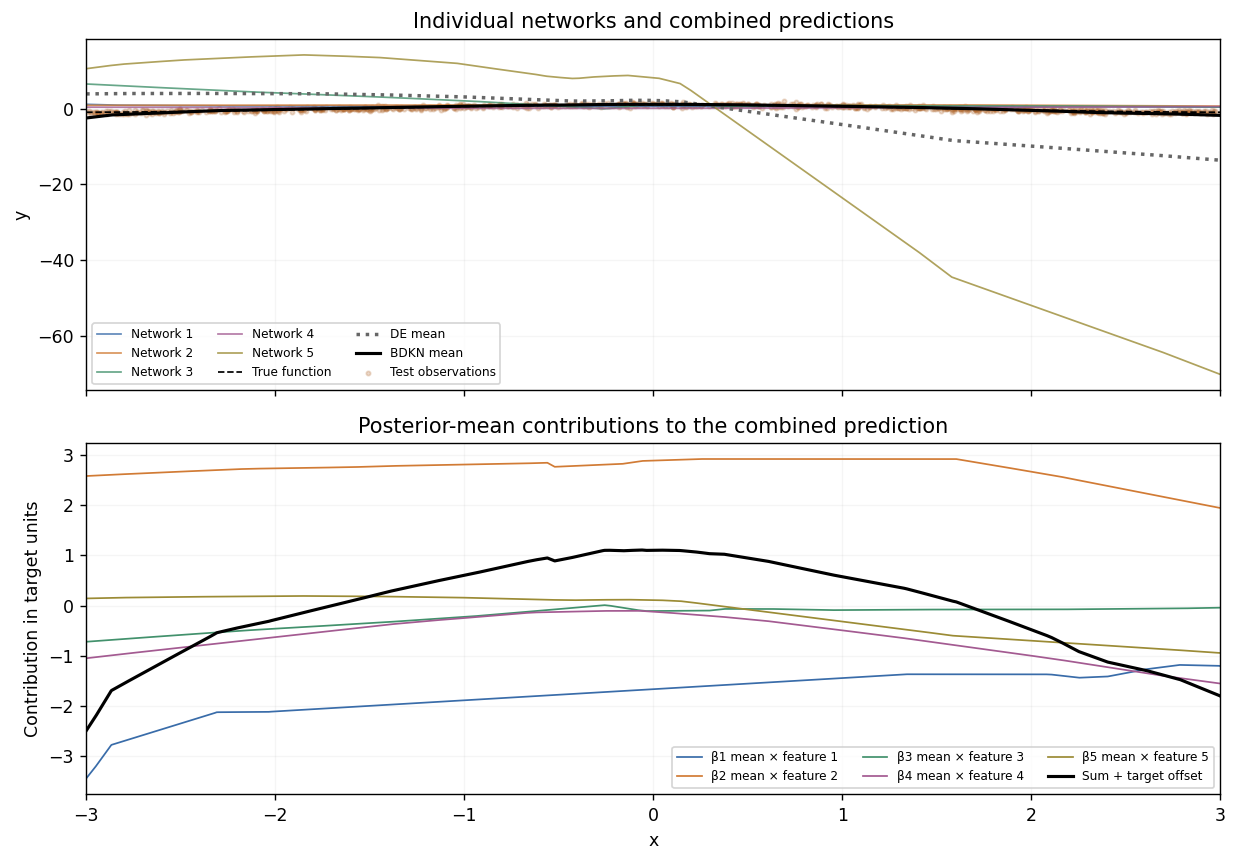 Individual networks and combined predictions
0
−20
−40
−60
y
Network 1 Network 4 DE mean
Network 2 Network 5 BDKN mean
Network 3 True function Test observations
Posterior-mean contributions to the combined prediction
3
2
1
0
−1
−2
−3
Contribution in target units
β1 mean × feature 1 β3 mean × feature 3 β5 mean × feature 5
β2 mean × feature 2 β4 mean × feature 4 Sum + target offset
−3 −2 −1 0 1 2 3
x